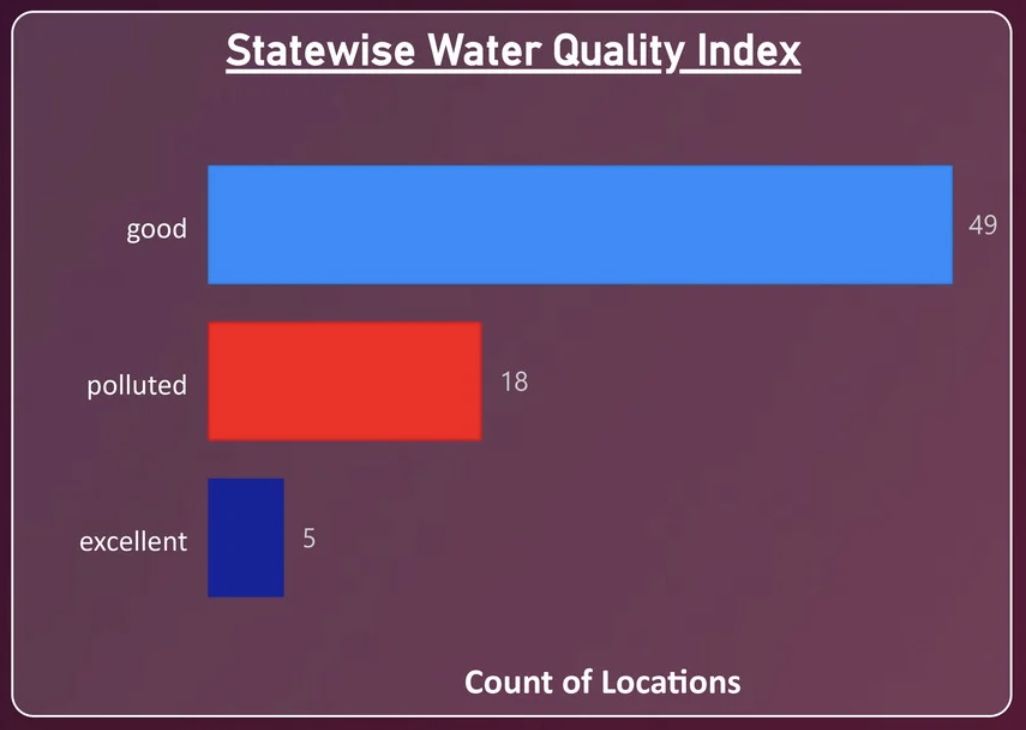 Statewise Water Quality Index
good
49
polluted
18
excellent
5
Count of Locations